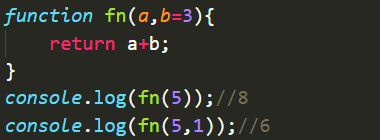 function fn(a,b=3){
    return a+b;
}
console.log(fn(5));//8
console.log(fn(5,1));//6